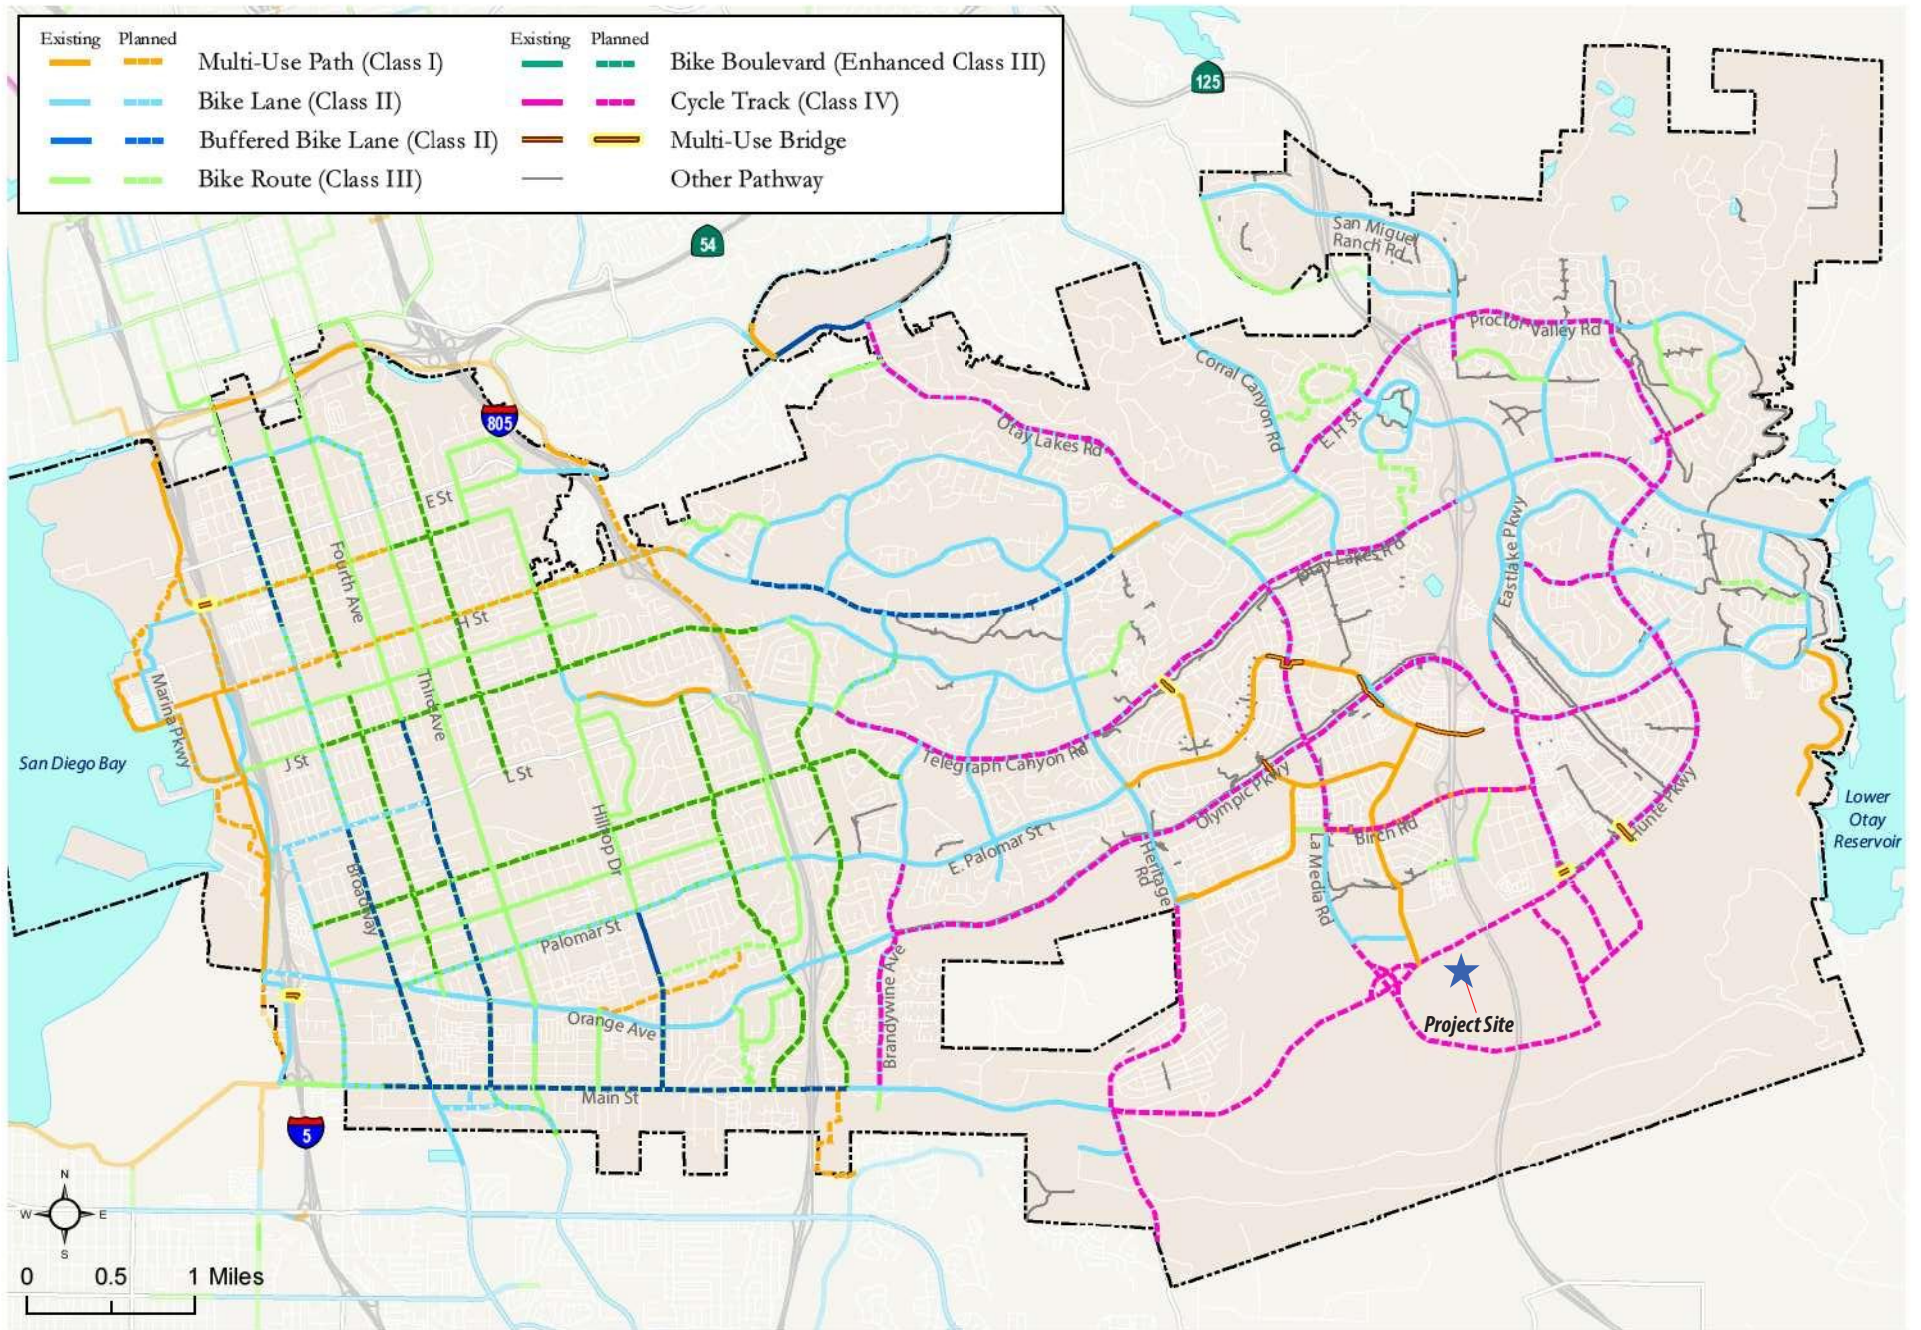 Existing Planned
Multi-Use Path (Class I)
Bike Lane (Class II)
Buffered Bike Lane (Class II)
Bike Route (Class III)
Existing Planned
Bike Boulevard (Enhanced Class III)
Cycle Track (Class IV)
Multi-Use Bridge
Other Pathway
125
54
805
San Miguel
Ranch Rd
Proctor Valley Rd
Corral Canyon Rd
E H St
Otay Lakes Rd
E St
Fourth Ave
H St
Otay Lakes Rd
Eastlake Pkwy
Marina Pkwy
Third Ave
San Diego Bay
J St
L St
Telegraph Canyon Rd
Olympic Pkwy
Hunte Pkwy
Lower
Otay
Reservoir
Hilltop Dr
E. Palomar St
Heritage
Rd
Birch Rd
La Media Rd
Broadway
Palomar St
Brandywine Ave
Orange Ave
Project Site
Main St
5
N
W
E
S
0 0.5 1 Miles